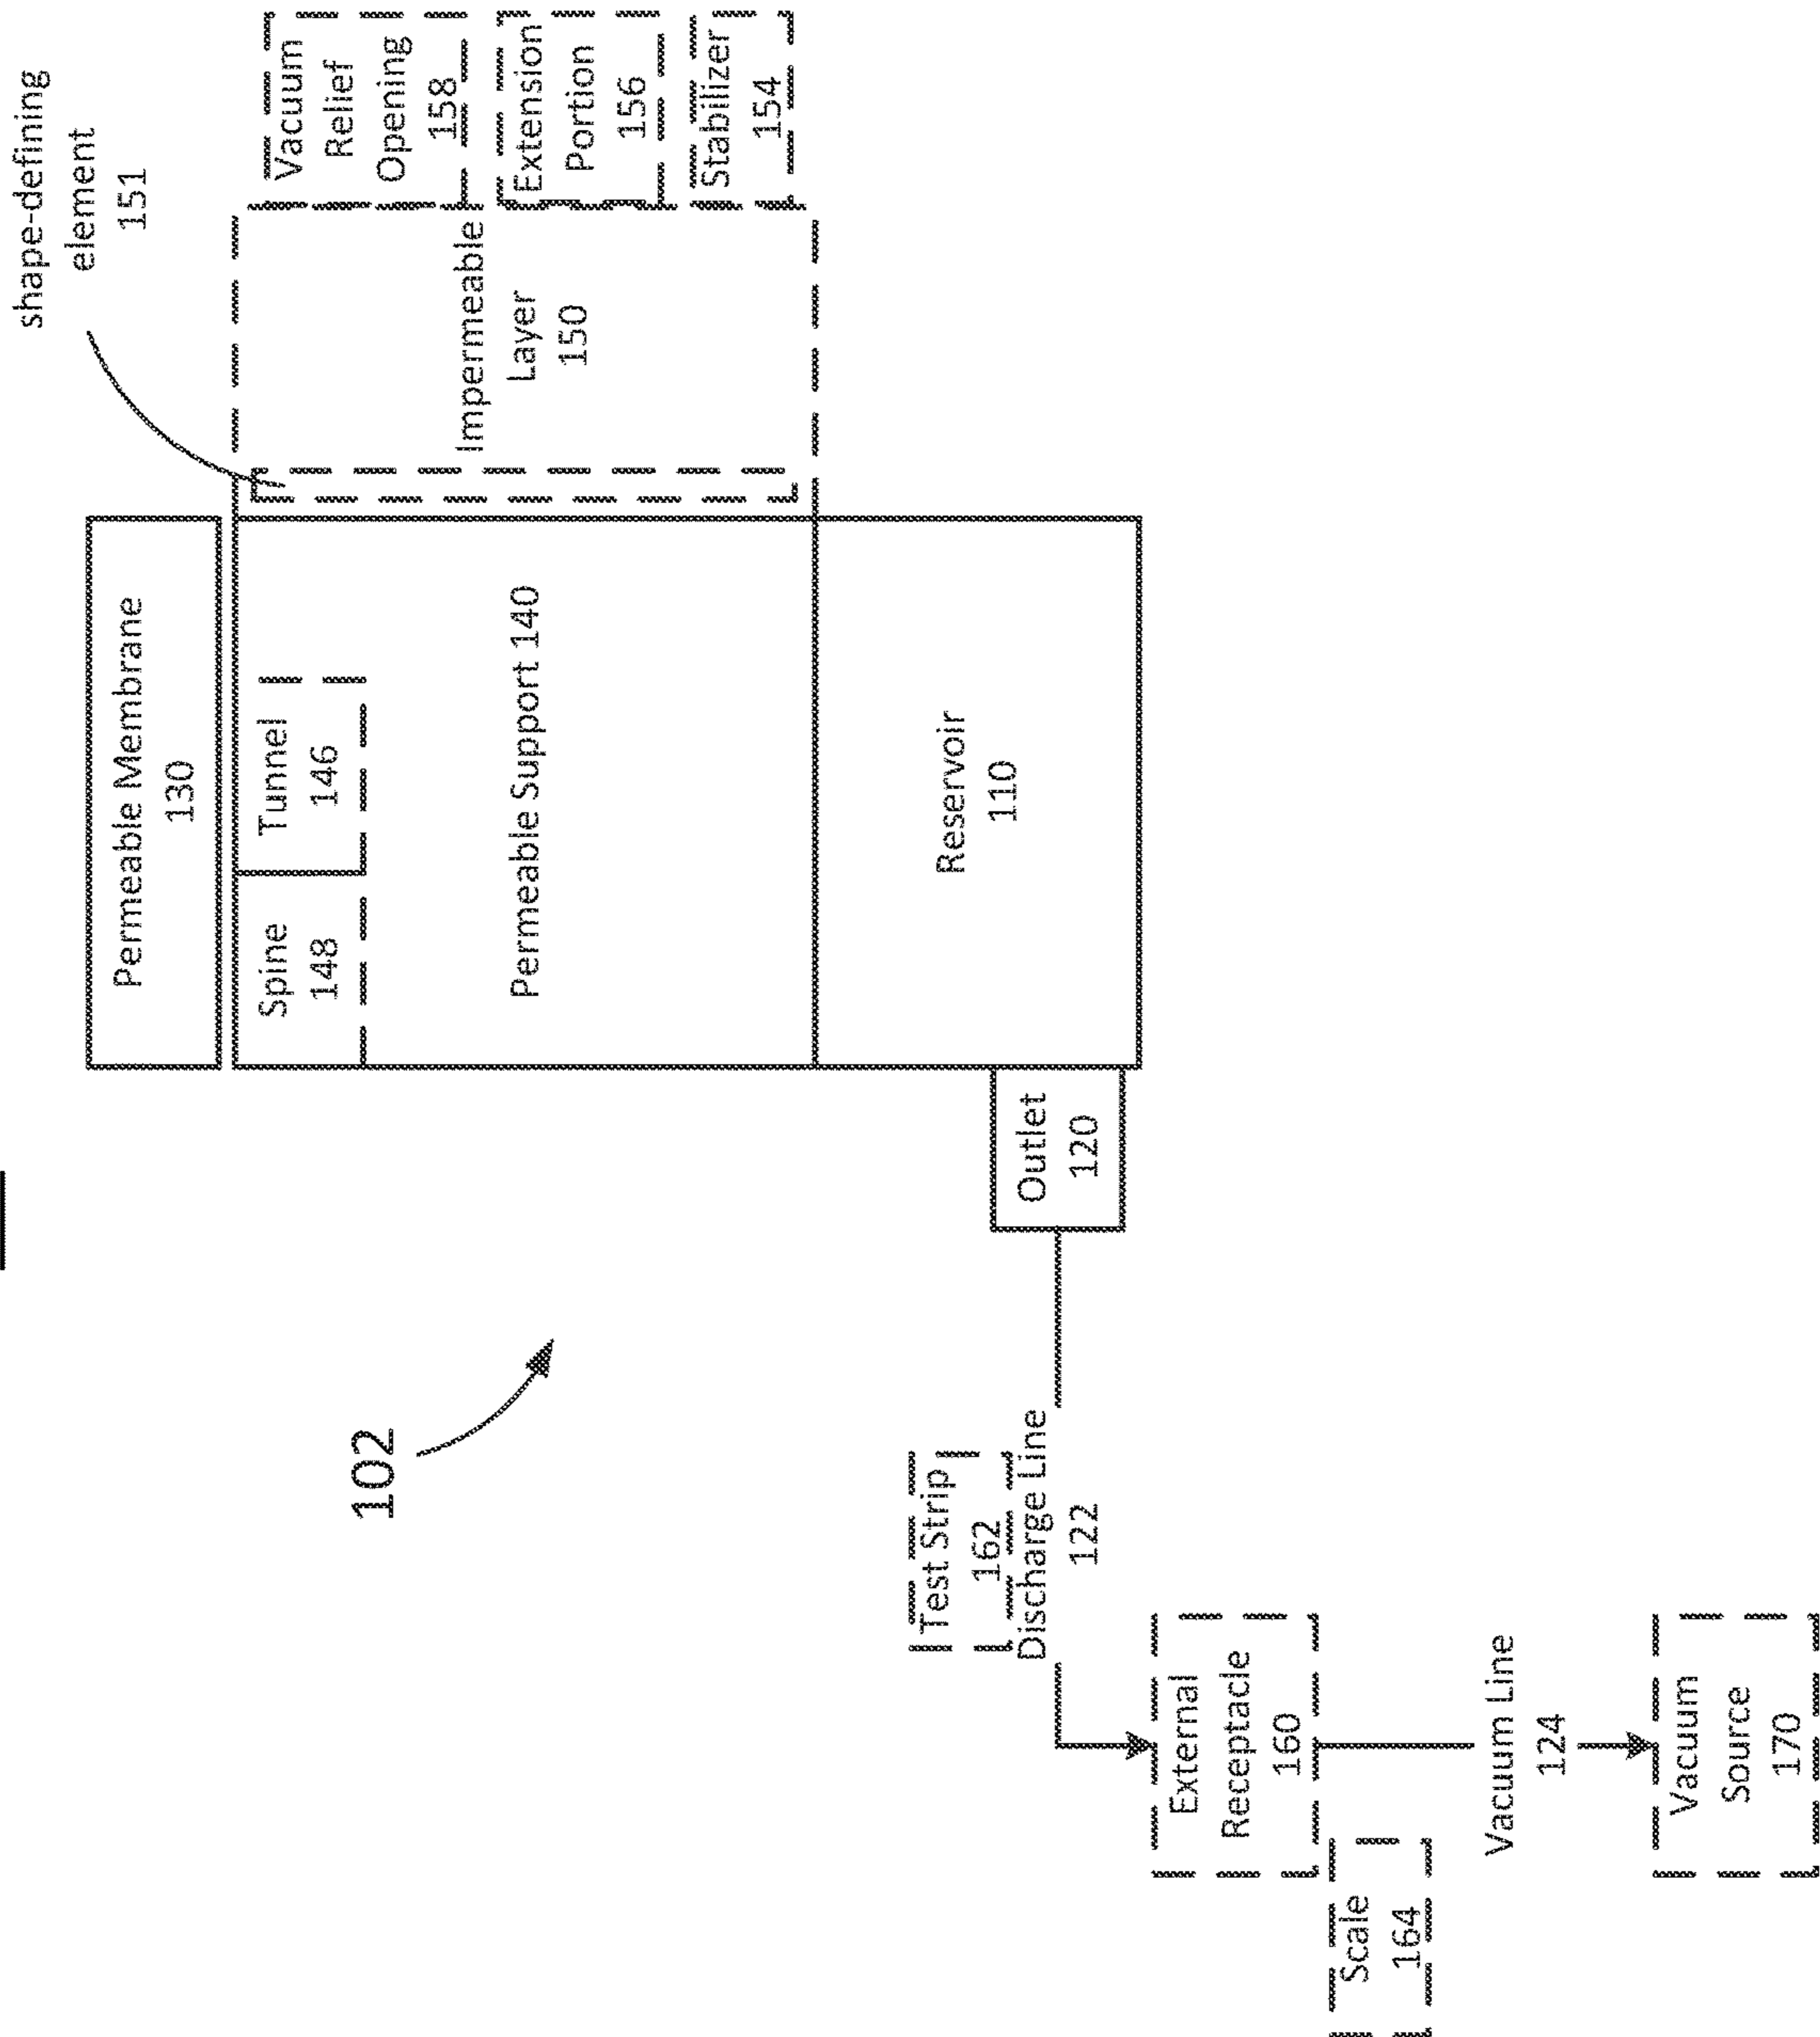 shape-defining
element
151
Permeable Membrane
130
Spine
148
Tunnel
146
Permeable Support 140
Impermeable
Layer
150
Vacuum
Relief
Opening
158
Extension
Portion
156
Stabilizer
154
Reservoir
110
Outlet
120
102
Test Strip
162
Discharge Line
122
External
Receptacle
160
Scale
164
Vacuum Line
124
Vacuum
Source
170